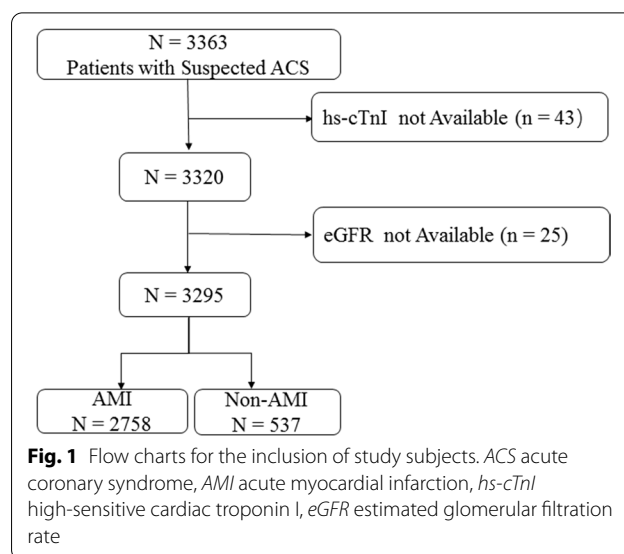 N = 3363
Patients with Suspected ACS
hs-cTnI  not Available (n = 43)
N = 3320
eGFR  not Available (n = 25)
N = 3295
AMI
N = 2758
Non-AMI
N = 537
Fig. 1  Flow charts for the inclusion of study subjects. ACS acute
coronary syndrome, AMI acute myocardial infarction, hs-cTnI
high-sensitive cardiac troponin I, eGFR estimated glomerular filtration
rate